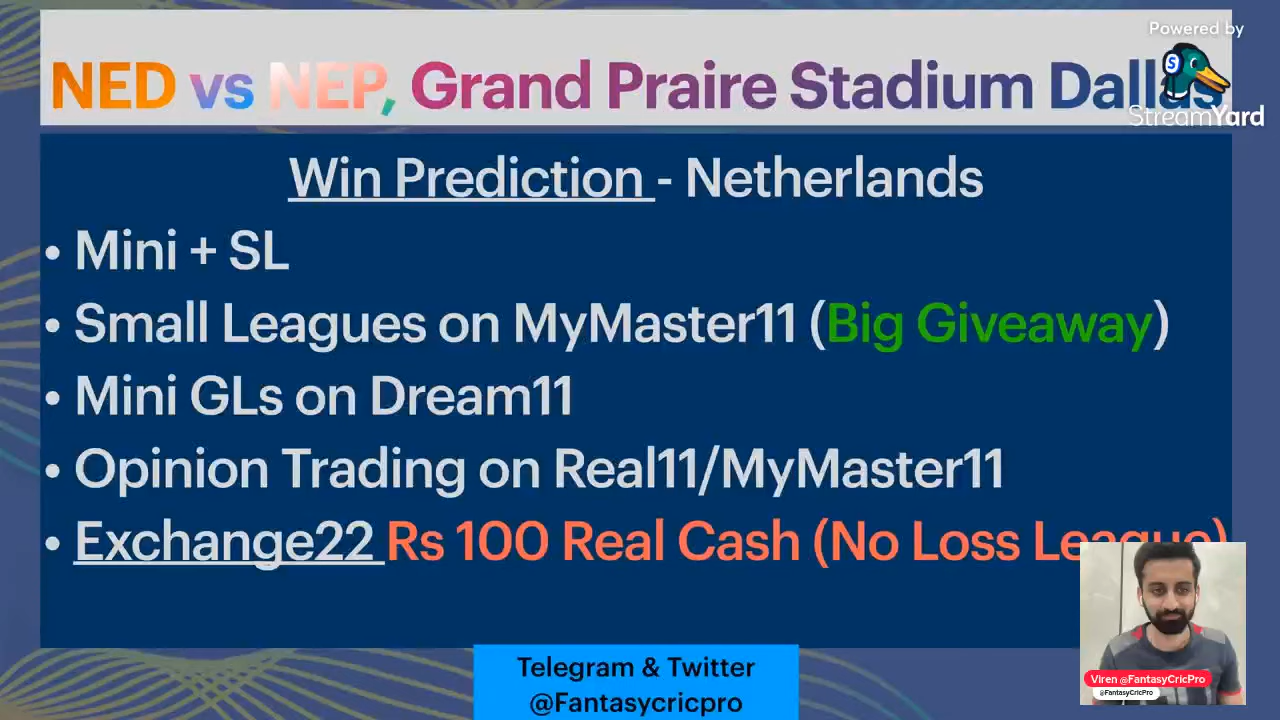 Powered by
StreamYard
NED vs NEP, Grand Praire Stadium Dallas
Win Prediction - Netherlands
• Mini + SL
• Small Leagues on MyMaster11 (Big Giveaway)
• Mini GLs on Dream11
• Opinion Trading on Real11/MyMaster11
• Exchange22 Rs 100 Real Cash (No Loss League)
Viren @FantasyCricPro
@FantasyCricPro
Telegram & Twitter
@Fantasycricpro